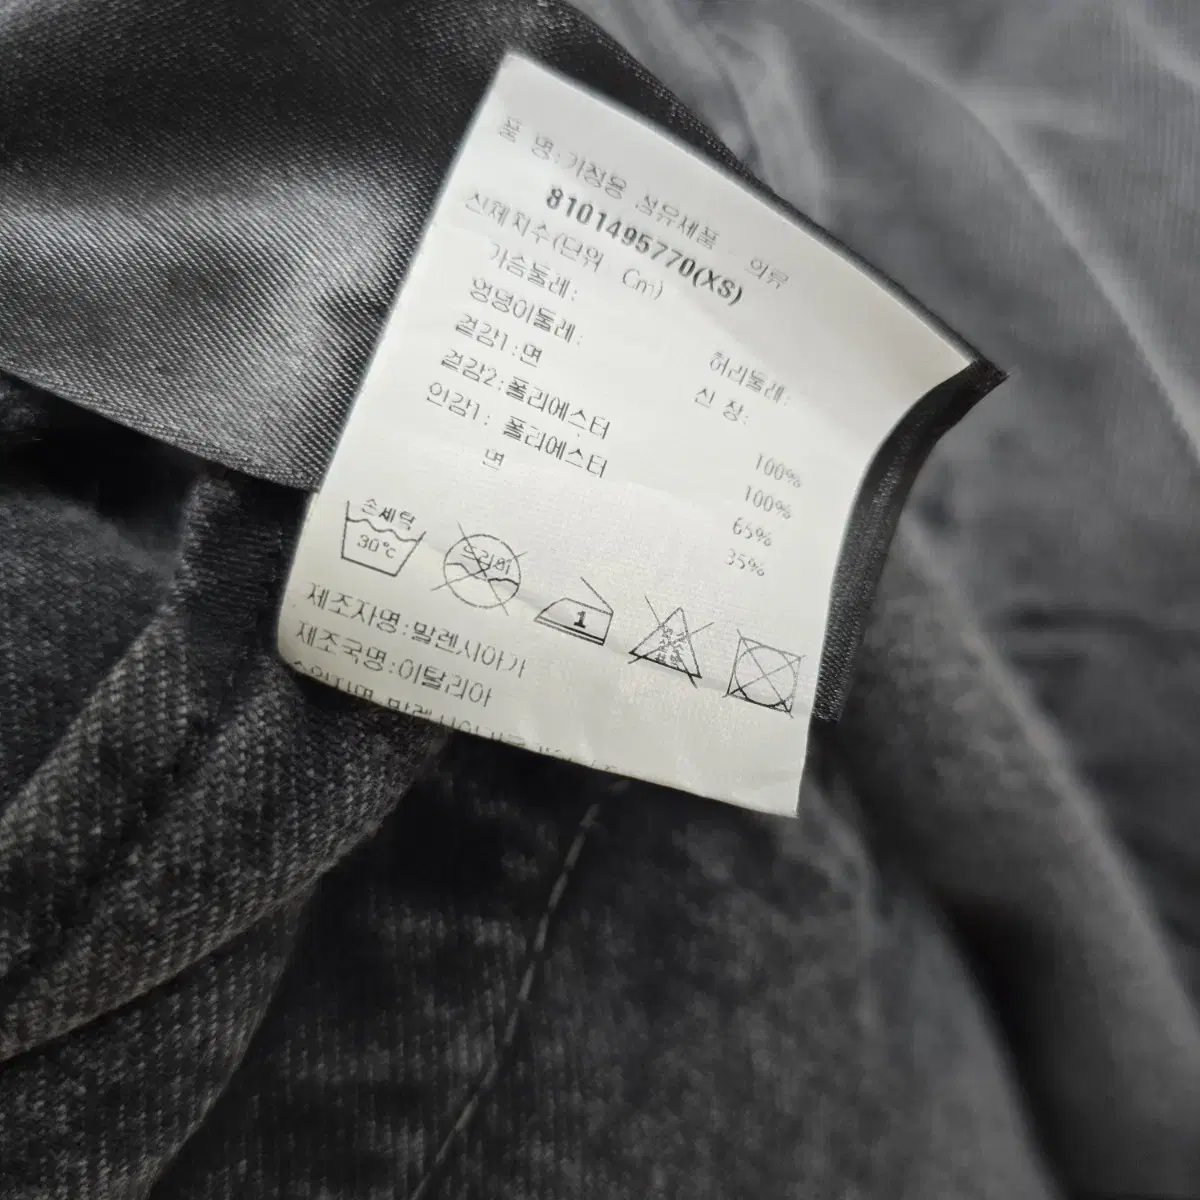 품 명:가정용 섬유제품 . 의류
8101495770(XS)
신체치수(단위 : Cm)
가슴둘레: 허리둘레:
엉덩이둘레: 신 장:
겉감1:면 100%
겉감2:폴리에스터 100%
안감1: 폴리에스터 65%
면 35%
손세탁
30℃
드라이
1
제조자명:발렌시아가
제조국명:이탈리아